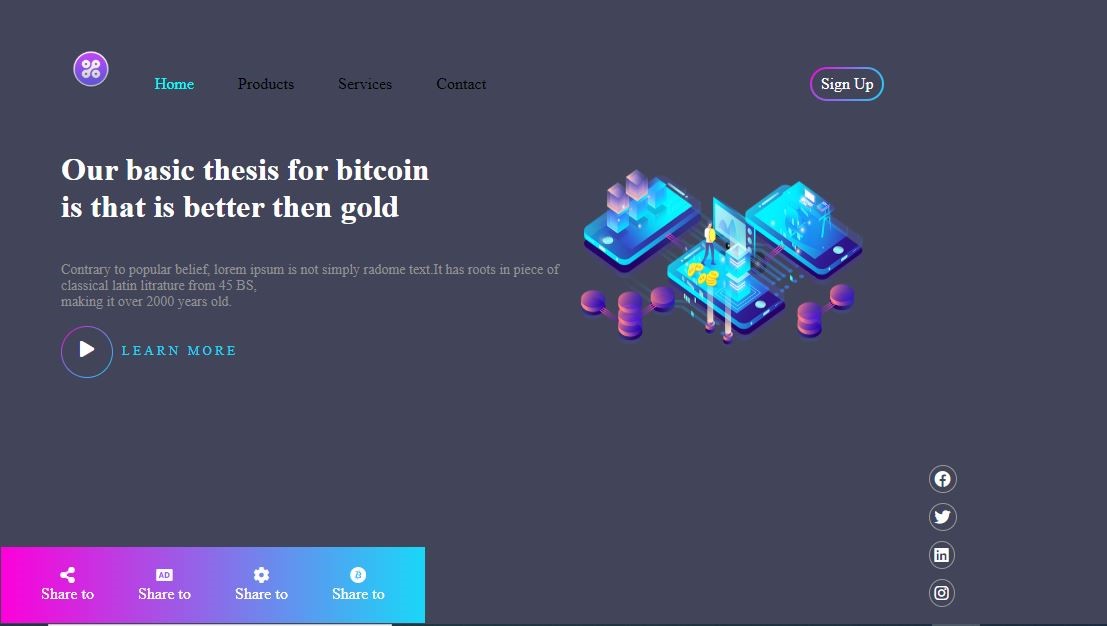 Home Products Services Contact Sign Up
Our basic thesis for bitcoin
is that is better then gold
Contrary to popular belief, lorem ipsum is not simply radome text.It has roots in piece of
classical latin litrature from 45 BS,
making it over 2000 years old.
LEARN MORE
AD
Share to Share to Share to Share to